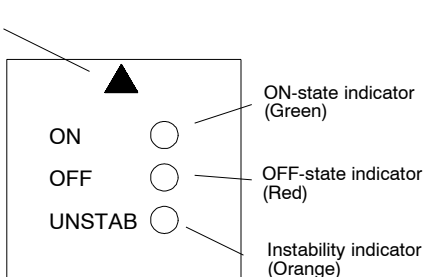 ON-state indicator
(Green)
ON
OFF
OFF-state indicator
(Red)
UNSTAB
Instability indicator
(Orange)